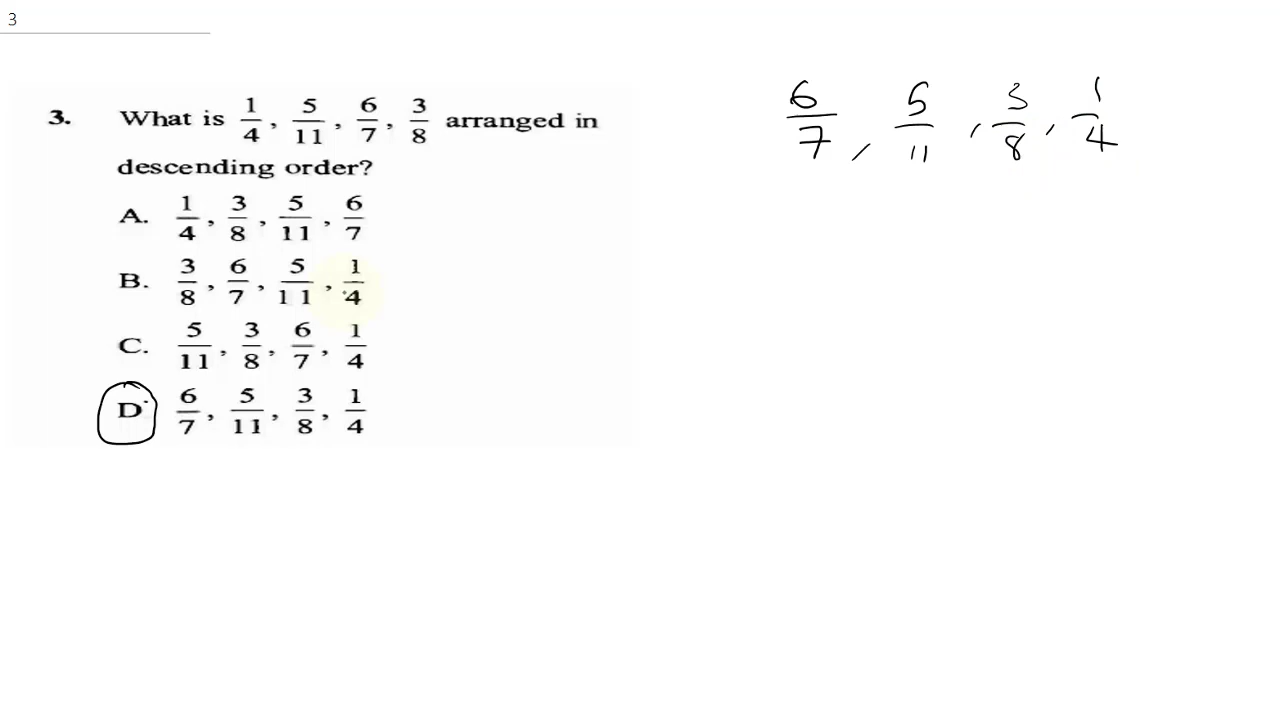 3
3. What is 1/4, 5/11, 6/7, 3/8 arranged in
descending order?
A. 1/4, 3/8, 5/11, 6/7
B. 3/8, 6/7, 5/11, 1/4
C. 5/11, 3/8, 6/7, 1/4
D. 6/7, 5/11, 3/8, 1/4
6/7, 5/11, 3/8, 1/4